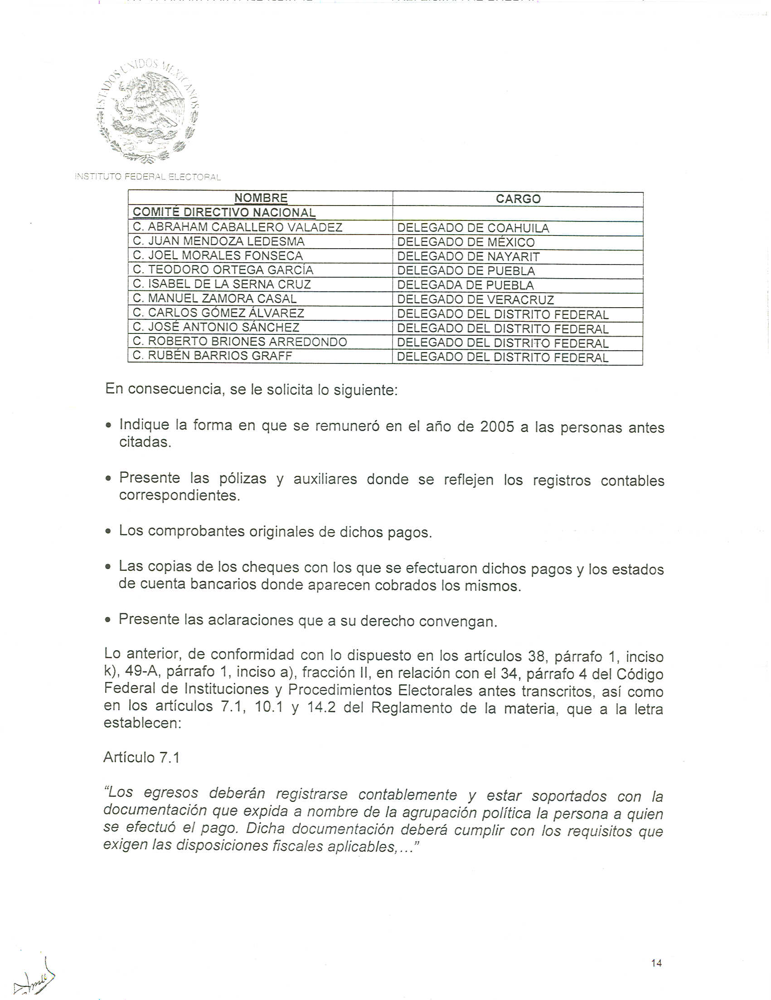 ESTADOS UNIDOS MEXICANOS
INSTITUTO FEDERAL ELECTORAL
NOMBRE CARGO
COMITÉ DIRECTIVO NACIONAL
C. ABRAHAM CABALLERO VALADEZ DELEGADO DE COAHUILA
C. JUAN MENDOZA LEDESMA DELEGADO DE MÉXICO
C. JOEL MORALES FONSECA DELEGADO DE NAYARIT
C. TEODORO ORTEGA GARCÍA DELEGADO DE PUEBLA
C. ISABEL DE LA SERNA CRUZ DELEGADA DE PUEBLA
C. MANUEL ZAMORA CASAL DELEGADO DE VERACRUZ
C. CARLOS GÓMEZ ÁLVAREZ DELEGADO DEL DISTRITO FEDERAL
C. JOSÉ ANTONIO SÁNCHEZ DELEGADO DEL DISTRITO FEDERAL
C. ROBERTO BRIONES ARREDONDO DELEGADO DEL DISTRITO FEDERAL
C. RUBÉN BARRIOS GRAFF DELEGADO DEL DISTRITO FEDERAL
En consecuencia, se le solicita lo siguiente:
• Indique la forma en que se remuneró en el año de 2005 a las personas antes
citadas.
• Presente las pólizas y auxiliares donde se reflejen los registros contables
correspondientes.
• Los comprobantes originales de dichos pagos.
• Las copias de los cheques con los que se efectuaron dichos pagos y los estados
de cuenta bancarios donde aparecen cobrados los mismos.
• Presente las aclaraciones que a su derecho convengan.
Lo anterior, de conformidad con lo dispuesto en los artículos 38, párrafo 1, inciso
k), 49-A, párrafo 1, inciso a), fracción II, en relación con el 34, párrafo 4 del Código
Federal de Instituciones y Procedimientos Electorales antes transcritos, así como
en los artículos 7.1, 10.1 y 14.2 del Reglamento de la materia, que a la letra
establecen:
Artículo 7.1
“Los egresos deberán registrarse contablemente y estar soportados con la
documentación que expida a nombre de la agrupación política la persona a quien
se efectuó el pago. Dicha documentación deberá cumplir con los requisitos que
exigen las disposiciones fiscales aplicables,...”
14